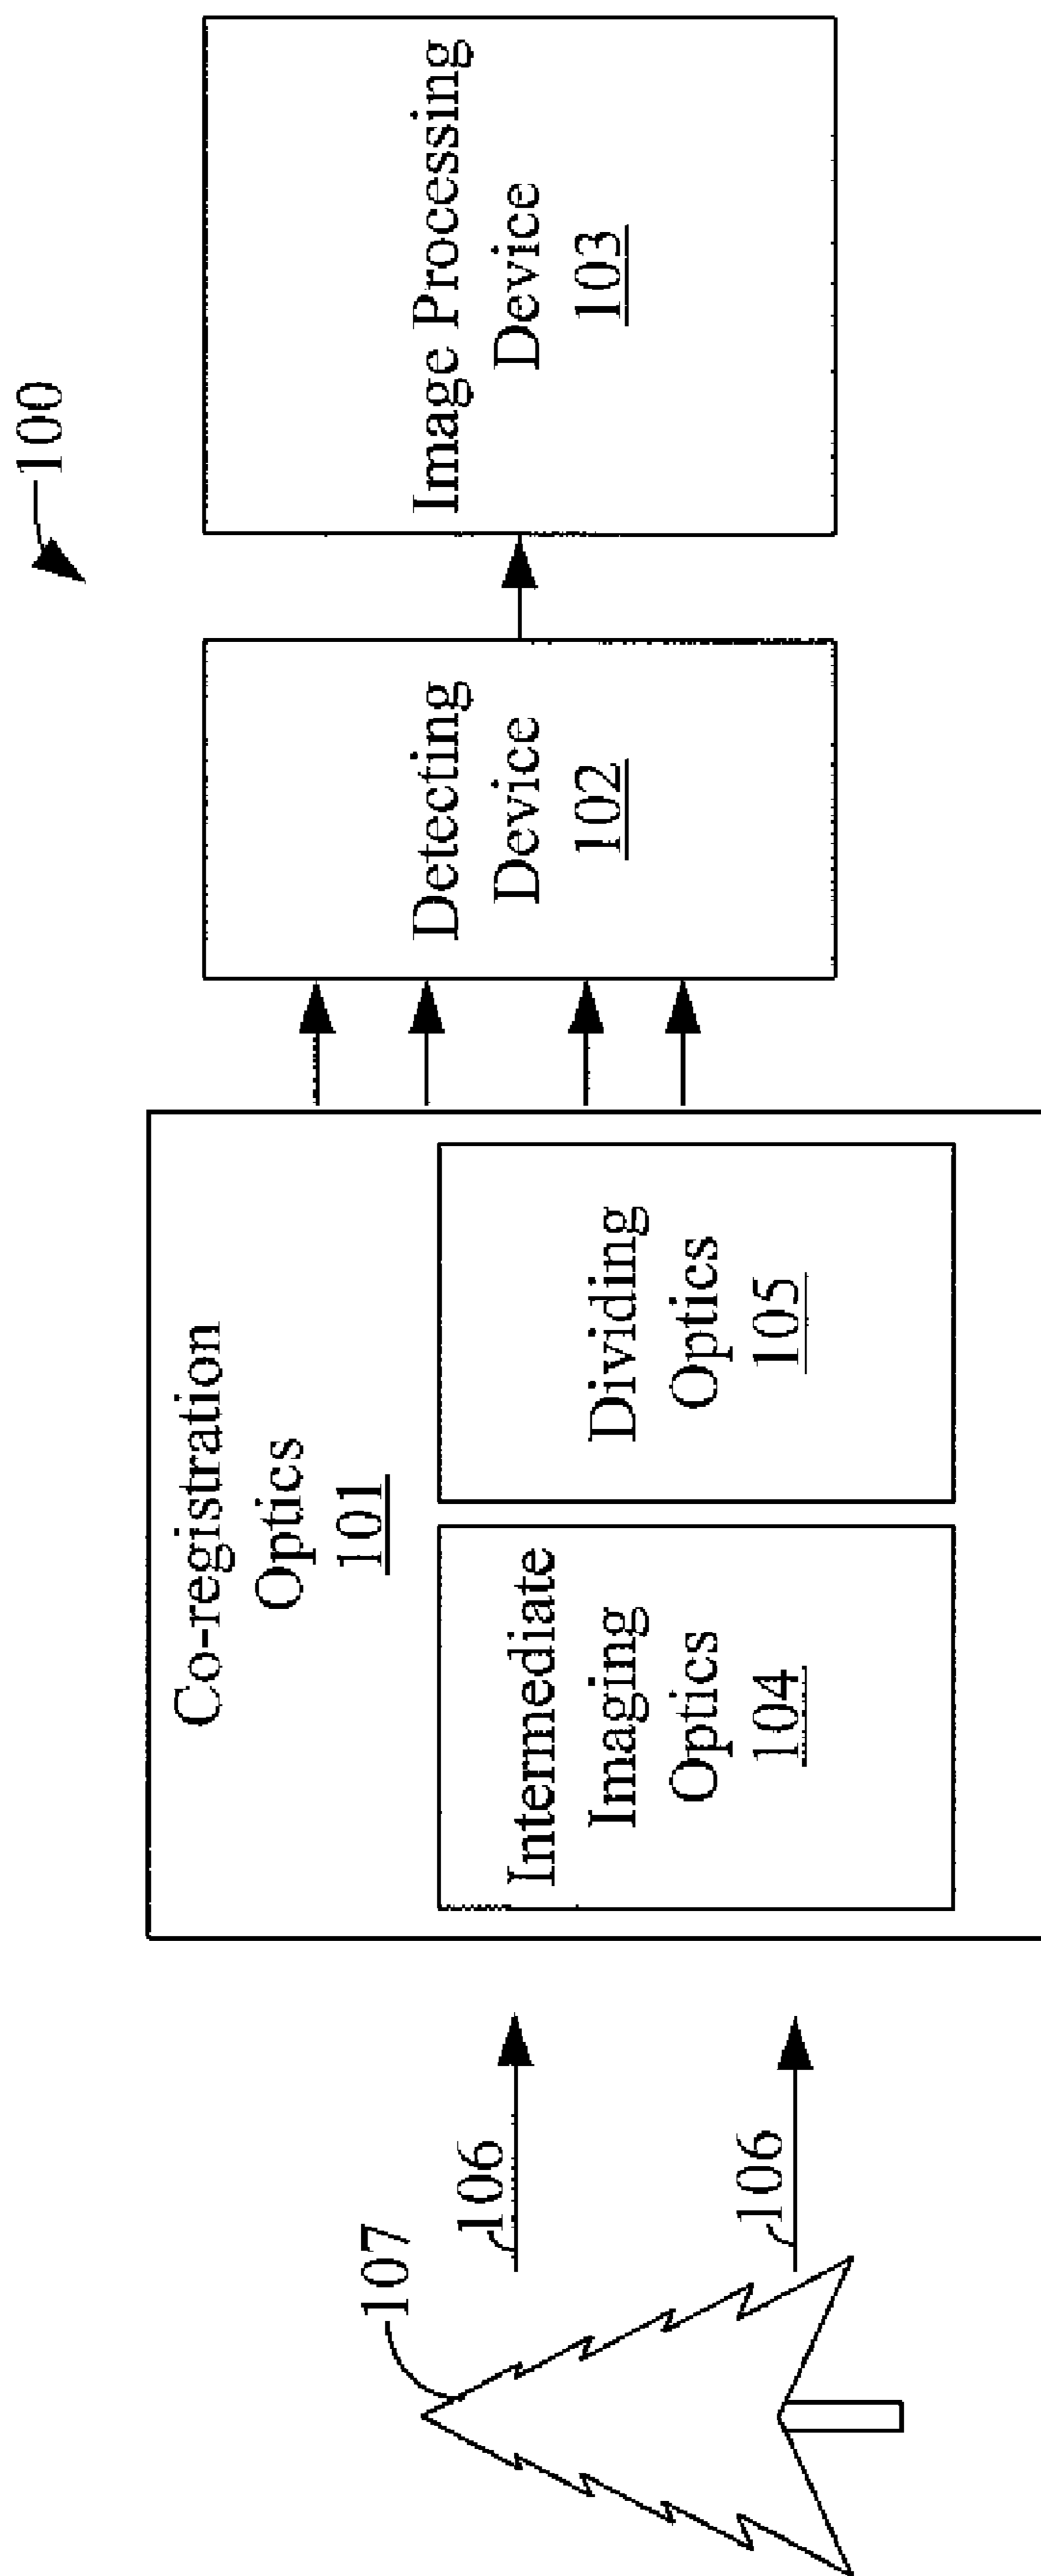 100
107
106
106
Co-registration
Optics
101
Intermediate
Imaging
Optics
104
Dividing
Optics
105
Detecting
Device
102
Image Processing
Device
103